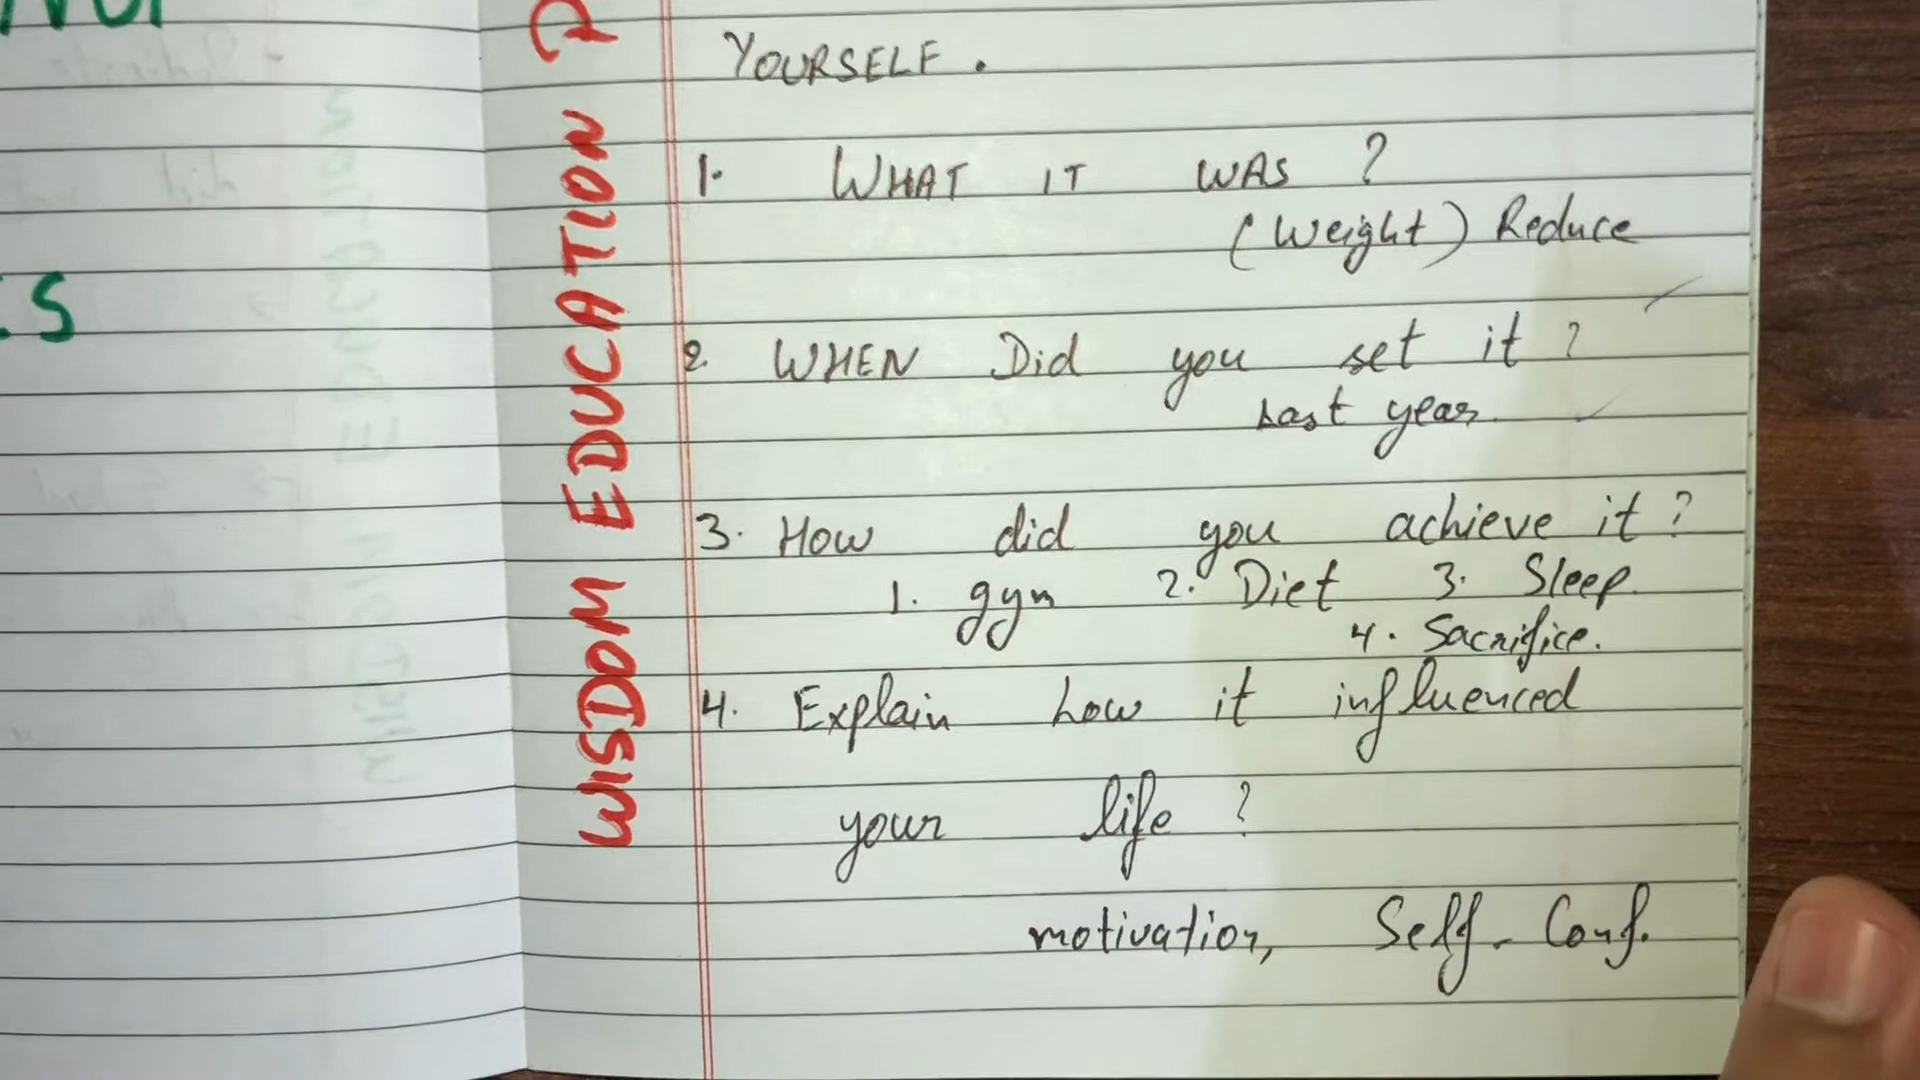 YOURSELF.
1. WHAT IT WAS ?
(Weight) Reduce
2. WHEN Did you set it ?
Last year.
3. How did you achieve it ?
1. gym 2. Diet 3. Sleep.
4. Sacrifice.
4. Explain how it influenced
your life ?
motivation, Self-Conf.
WISDOM EDUCATION
ES